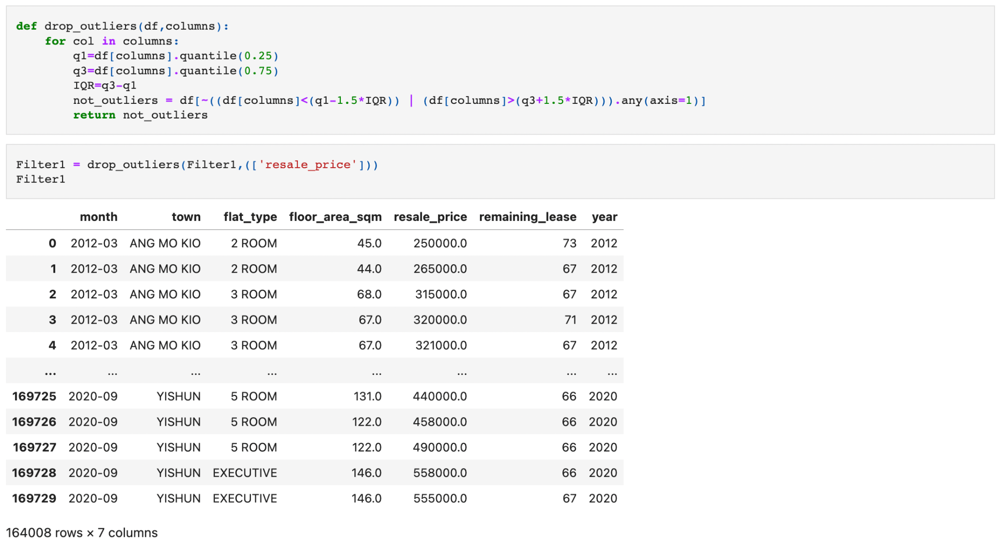 def drop_outliers(df,columns):
    for col in columns:
        q1=df[columns].quantile(0.25)
        q3=df[columns].quantile(0.75)
        IQR=q3-q1
        not_outliers = df[~((df[columns]<(q1-1.5*IQR)) | (df[columns]>(q3+1.5*IQR))).any(axis=1)]
        return not_outliers
Filter1 = drop_outliers(Filter1,(['resale_price']))
Filter1
month town flat_type floor_area_sqm resale_price remaining_lease year
0 2012-03 ANG MO KIO 2 ROOM 45.0 250000.0 73 2012
1 2012-03 ANG MO KIO 2 ROOM 44.0 265000.0 67 2012
2 2012-03 ANG MO KIO 3 ROOM 68.0 315000.0 67 2012
3 2012-03 ANG MO KIO 3 ROOM 67.0 320000.0 71 2012
4 2012-03 ANG MO KIO 3 ROOM 67.0 321000.0 67 2012
... ... ... ... ... ... ... ...
169725 2020-09 YISHUN 5 ROOM 131.0 440000.0 66 2020
169726 2020-09 YISHUN 5 ROOM 122.0 458000.0 66 2020
169727 2020-09 YISHUN 5 ROOM 122.0 490000.0 66 2020
169728 2020-09 YISHUN EXECUTIVE 146.0 558000.0 66 2020
169729 2020-09 YISHUN EXECUTIVE 146.0 555000.0 67 2020
164008 rows × 7 columns